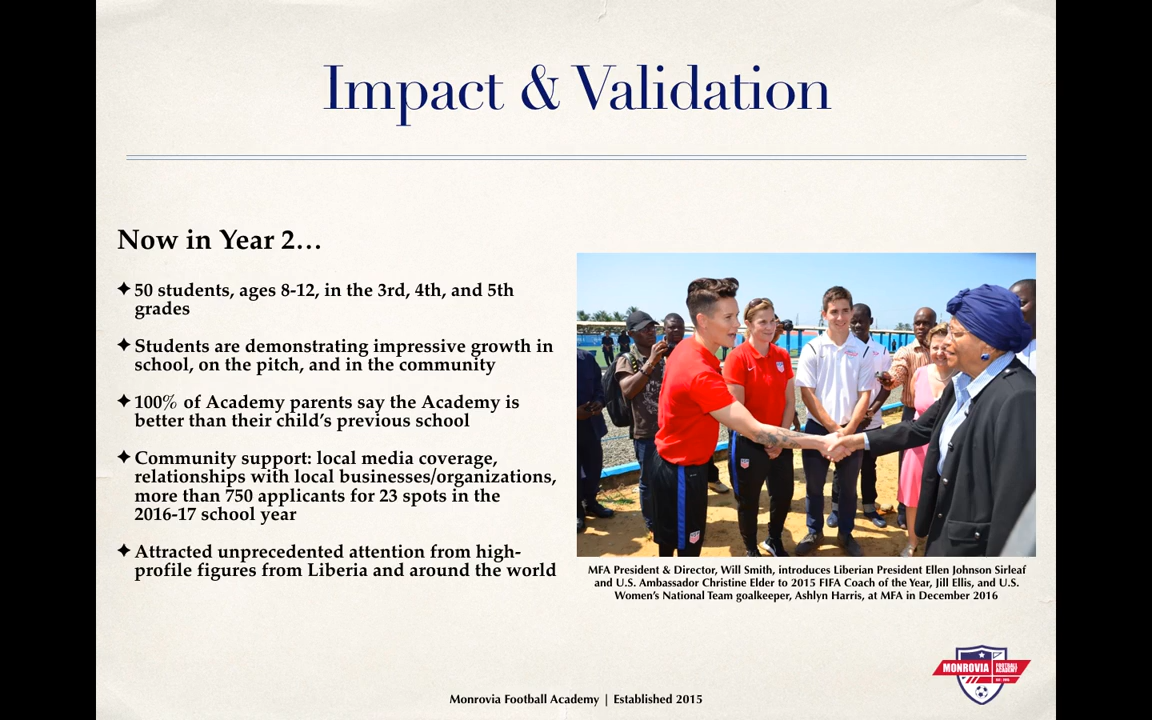 Impact & Validation
Now in Year 2…
✦50 students, ages 8-12, in the 3rd, 4th, and 5th
grades
✦Students are demonstrating impressive growth in
school, on the pitch, and in the community
✦100% of Academy parents say the Academy is
better than their child's previous school
✦Community support: local media coverage,
relationships with local businesses/organizations,
more than 750 applicants for 23 spots in the
2016-17 school year
✦Attracted unprecedented attention from high-
profile figures from Liberia and around the world
MFA President & Director, Will Smith, introduces Liberian President Ellen Johnson Sirleaf
and U.S. Ambassador Christine Elder to 2015 FIFA Coach of the Year, Jill Ellis, and U.S.
Women's National Team goalkeeper, Ashlyn Harris, at MFA in December 2016
MONROVIA
FOOTBALL
ACADEMY
Monrovia Football Academy | Established 2015